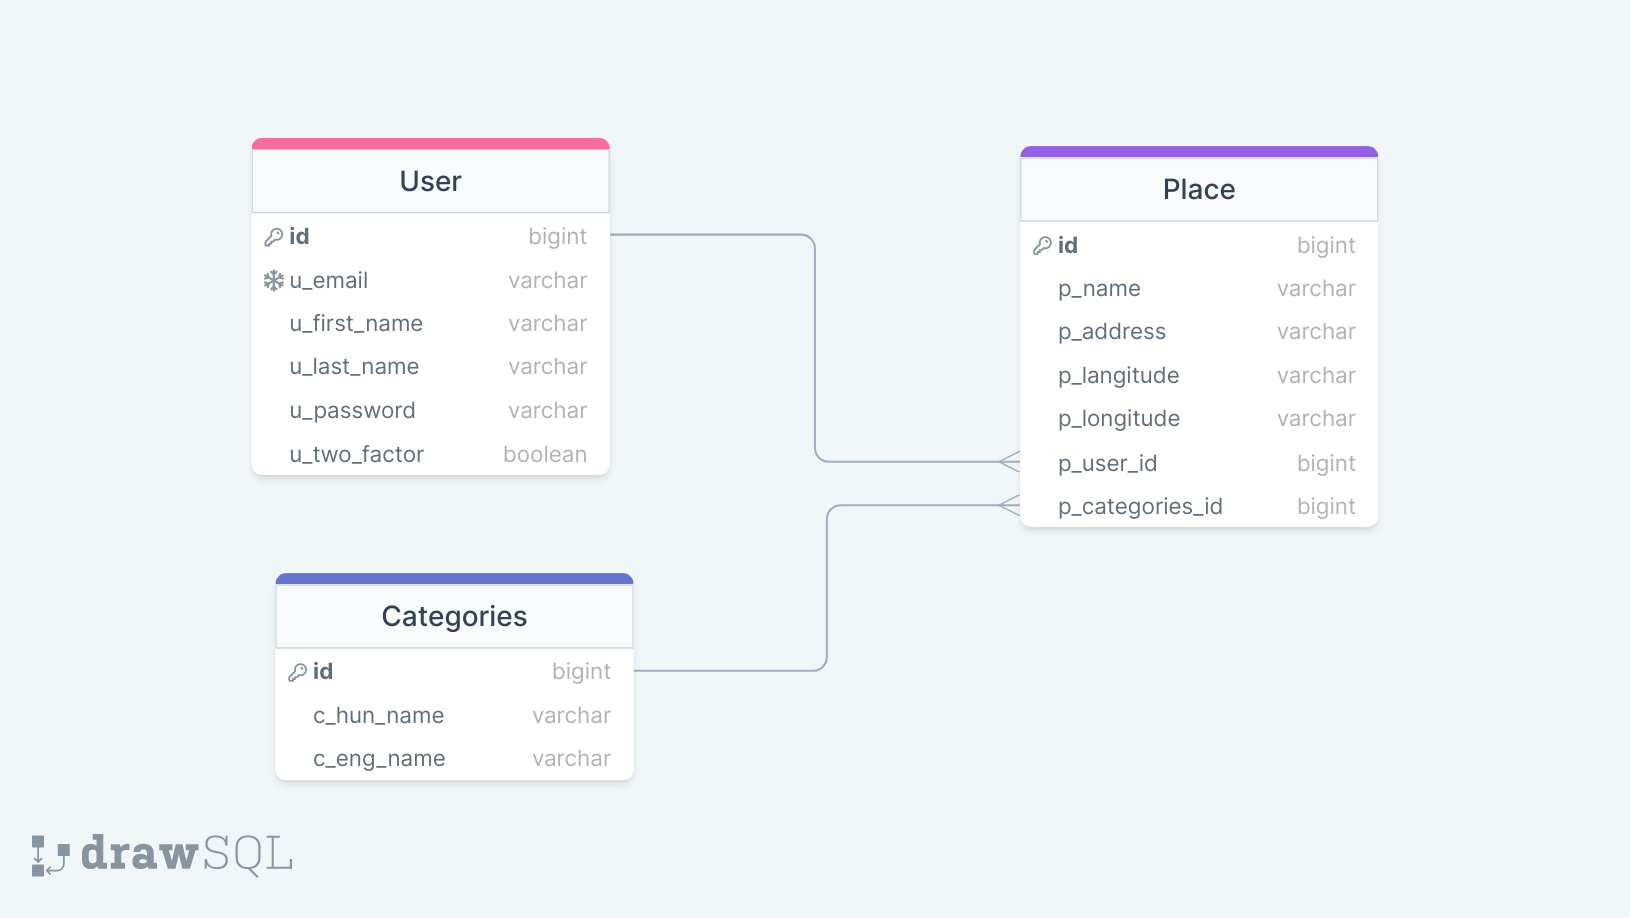 User
id bigint
u_email varchar
u_first_name varchar
u_last_name varchar
u_password varchar
u_two_factor boolean
Place
id bigint
p_name varchar
p_address varchar
p_langitude varchar
p_longitude varchar
p_user_id bigint
p_categories_id bigint
Categories
id bigint
c_hun_name varchar
c_eng_name varchar
drawSQL